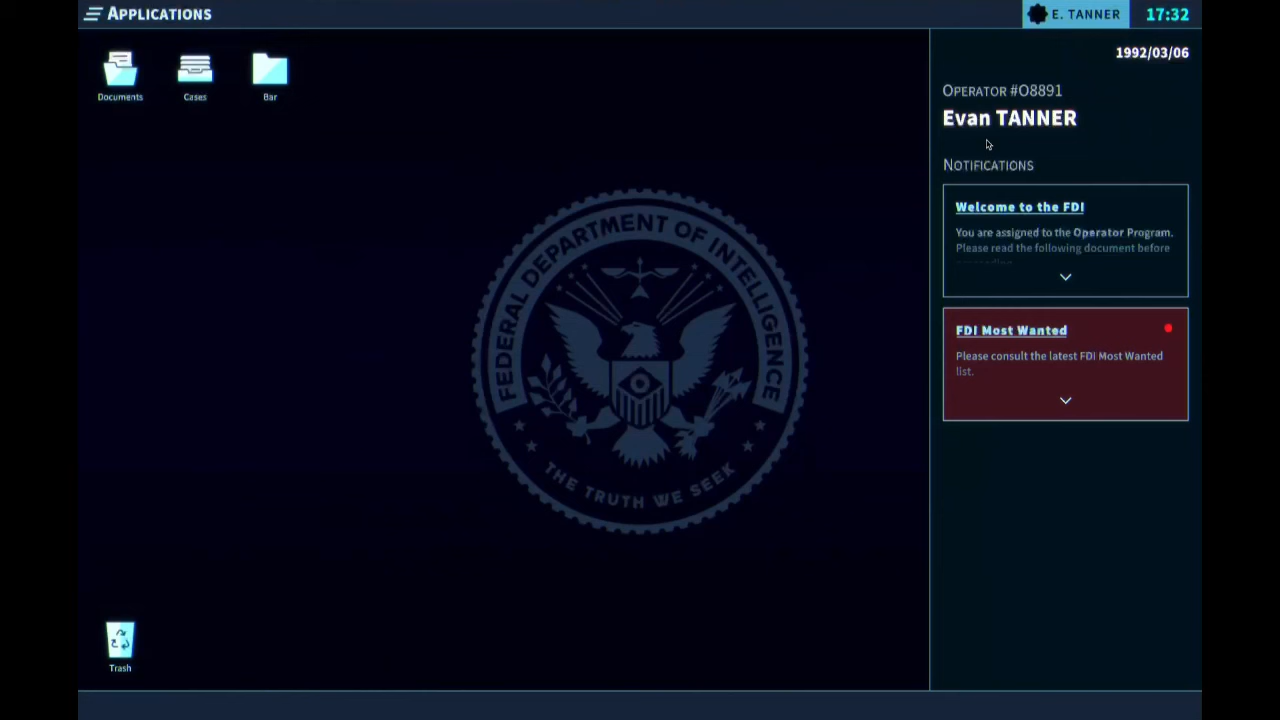 APPLICATIONS
E. TANNER
17:32
1992/03/06
Documents
Cases
Bar
OPERATOR #O8891
Evan TANNER
NOTIFICATIONS
Welcome to the FDI
You are assigned to the Operator Program.
Please read the following document before
FDI Most Wanted
Please consult the latest FDI Most Wanted
list.
FEDERAL DEPARTMENT OF INTELLIGENCE
THE TRUTH WE SEEK
Trash